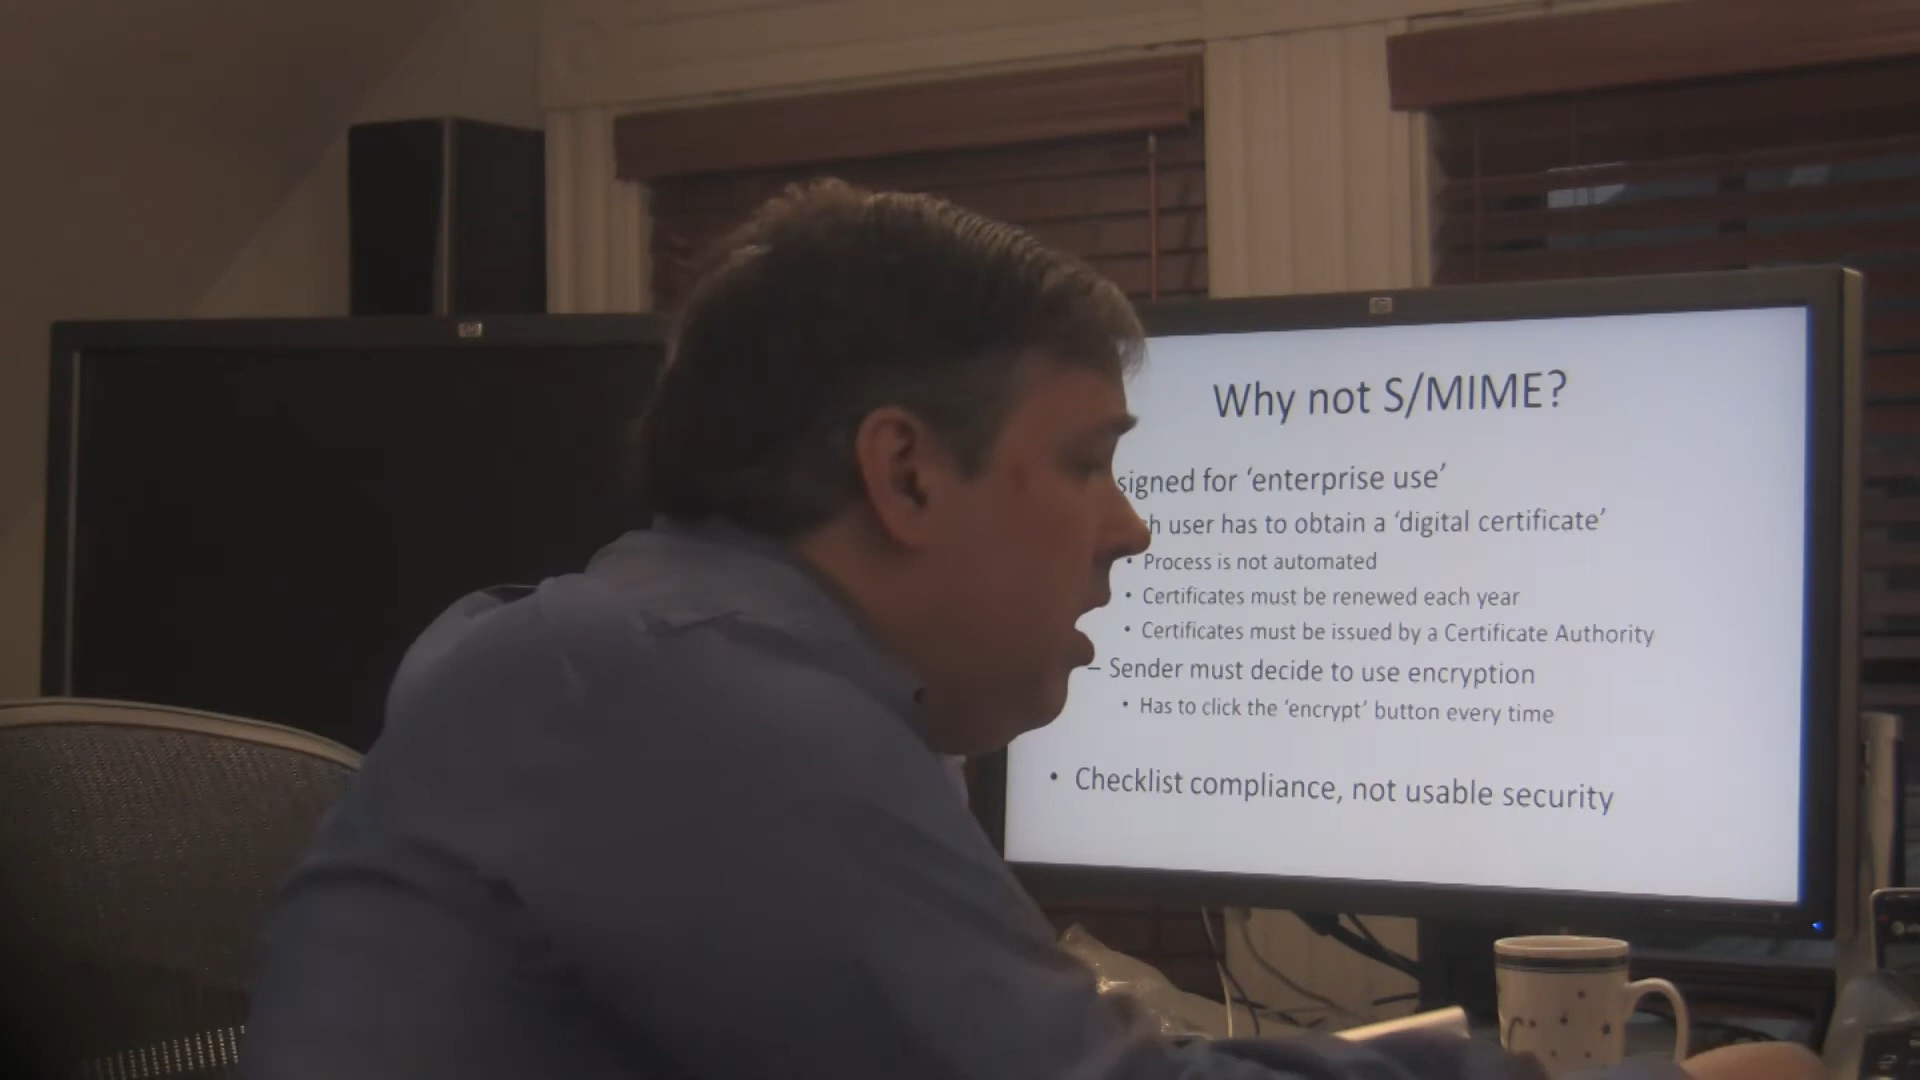 Why not S/MIME?
signed for ‘enterprise use’
h user has to obtain a ‘digital certificate’
• Process is not automated
• Certificates must be renewed each year
• Certificates must be issued by a Certificate Authority
– Sender must decide to use encryption
• Has to click the ‘encrypt’ button every time
• Checklist compliance, not usable security